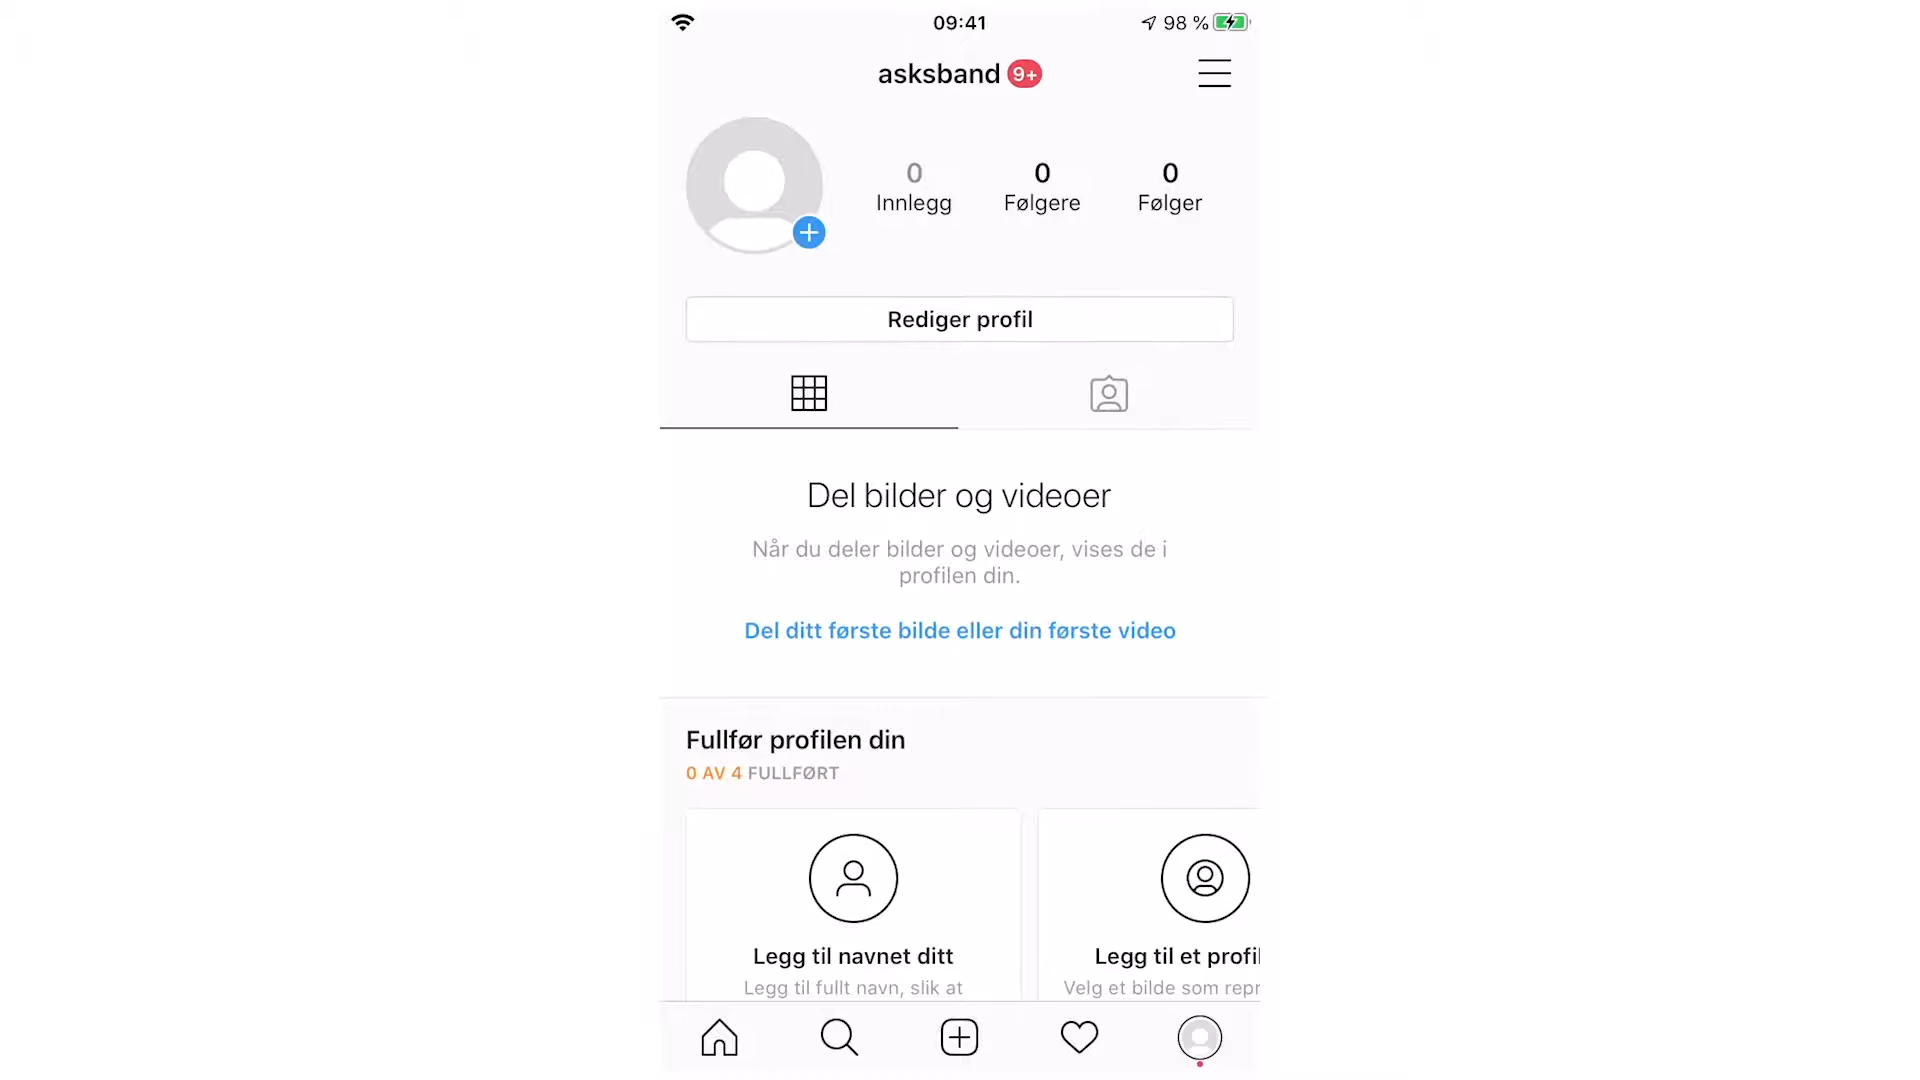 09:41
98 %
asksband 9+
0 0 0
Innlegg Følgere Følger
Rediger profil
Del bilder og videoer
Når du deler bilder og videoer, vises de i
profilen din.
Del ditt første bilde eller din første video
Fullfør profilen din
0 AV 4 FULLFØRT
Legg til navnet ditt
Legg til fullt navn, slik at
Legg til et profil
Velg et bilde som repr